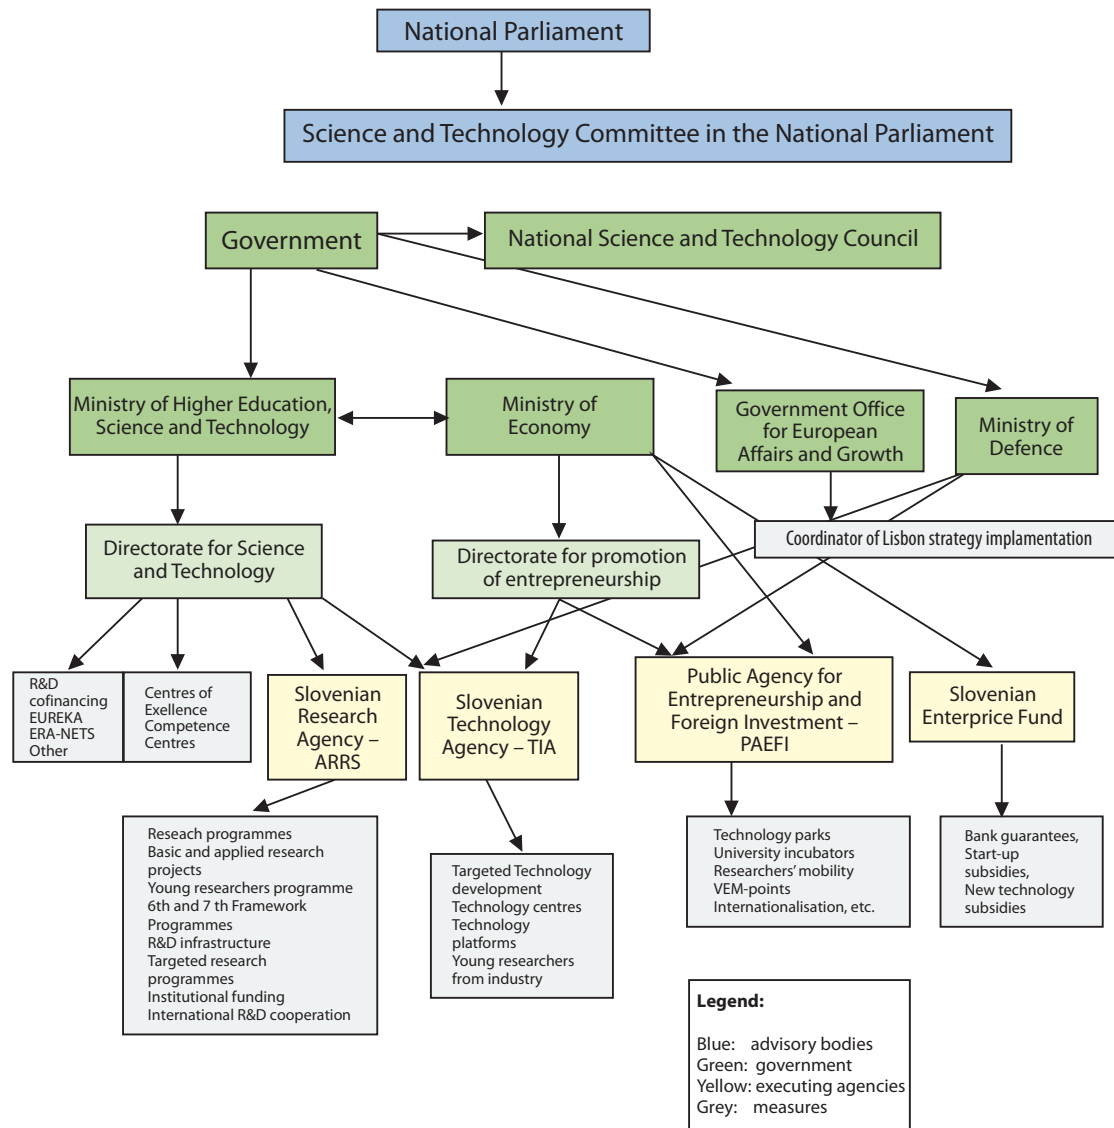 National Parliament
Science and Technology Committee in the National Parliament
Government
National Science and Technology Council
Ministry of Higher Education,
Science and Technology
Ministry of
Economy
Government Office
for European
Affairs and Growth
Ministry of
Defence
Coordinator of Lisbon strategy implamentation
Directorate for Science
and Technology
Directorate for promotion
of entrepreneurship
R&D
cofinancing
EUREKA
ERA-NETS
Other
Centres of
Exellence
Competence
Centres
Slovenian
Research
Agency –
ARRS
Slovenian
Technology
Agency – TIA
Public Agency for
Entrepreneurship and
Foreign Investment –
PAEFI
Slovenian
Enterprice Fund
Reseach programmes
Basic and applied research
projects
Young researchers programme
6th and 7 th Framework
Programmes
R&D infrastructure
Targeted research
programmes
Institutional funding
International R&D cooperation
Targeted Technology
development
Technology centres
Technology
platforms
Young researchers
from industry
Technology parks
University incubators
Researchers' mobility
VEM-points
Internationalisation, etc.
Bank guarantees,
Start-up
subsidies,
New technology
subsidies
Legend:
Blue: advisory bodies
Green: government
Yellow: executing agencies
Grey: measures